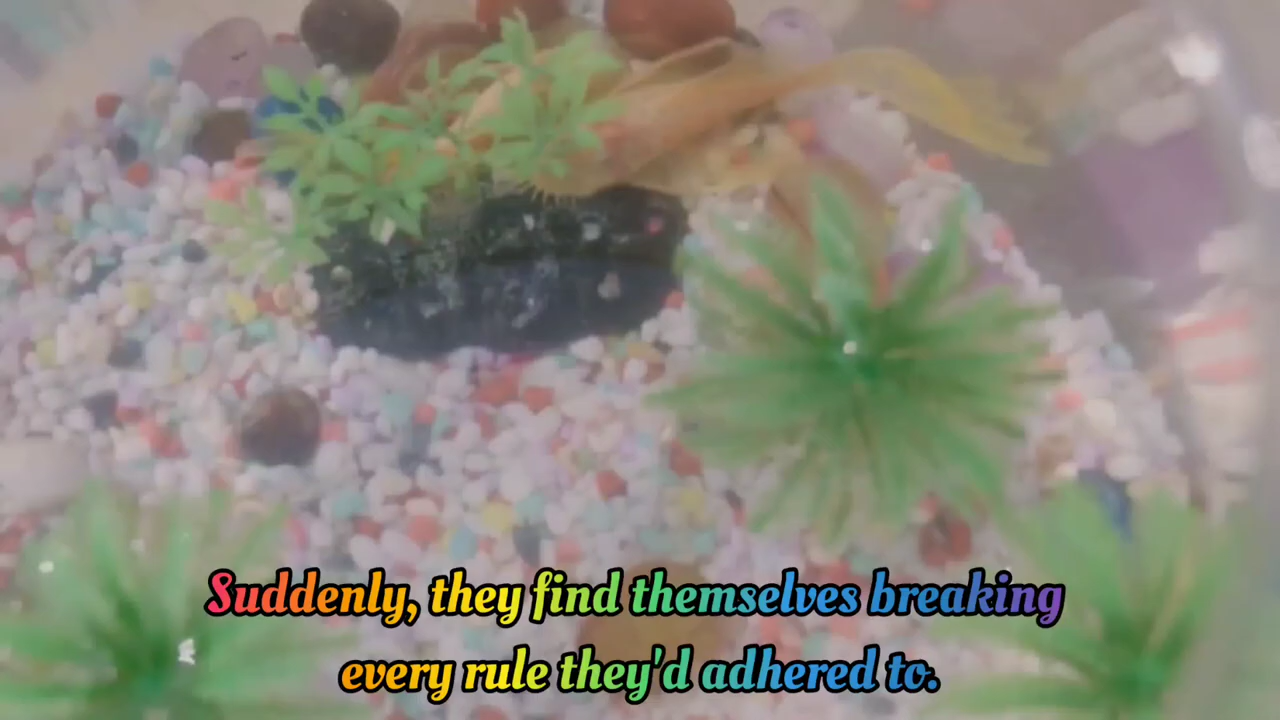 Suddenly, they find themselves breaking
every rule they'd adhered to.